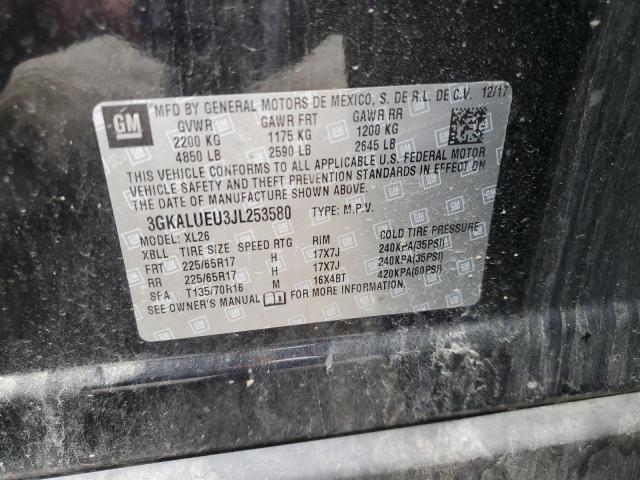 GM
MFD BY GENERAL MOTORS DE MEXICO, S. DE R.L. DE C.V. 12/17
GVWR GAWR FRT GAWR RR
2200 KG 1175 KG 1200 KG
4850 LB 2590 LB 2645 LB
THIS VEHICLE CONFORMS TO ALL APPLICABLE U.S. FEDERAL MOTOR
VEHICLE SAFETY AND THEFT PREVENTION STANDARDS IN EFFECT ON
THE DATE OF MANUFACTURE SHOWN ABOVE.
3GKALUEU3JL253580 TYPE: M.P.V.
MODEL: XL26
XBLL TIRE SIZE SPEED RTG RIM COLD TIRE PRESSURE
FRT 225/65R17 H 17X7J 240KPA(35PSI)
RR 225/65R17 H 17X7J 240KPA(35PSI)
SPA T135/70R16 M 16X4BT 420KPA(60PSI)
SEE OWNER'S MANUAL FOR MORE INFORMATION.